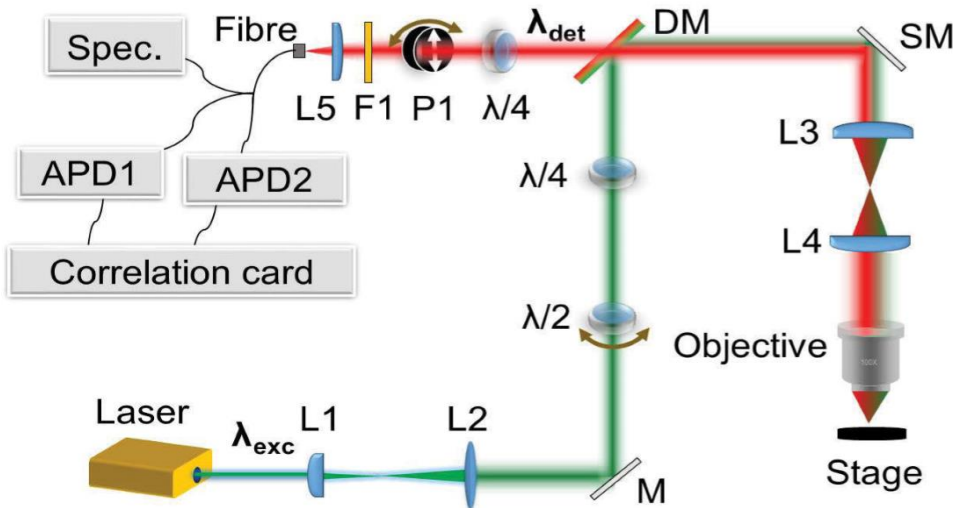 Spec.
Fibre
L5
F1
P1
λ/4
λdet
DM
SM
APD1
APD2
Correlation card
λ/4
L3
L4
λ/2
Objective
100X
Laser
λexc
L1
L2
M
Stage